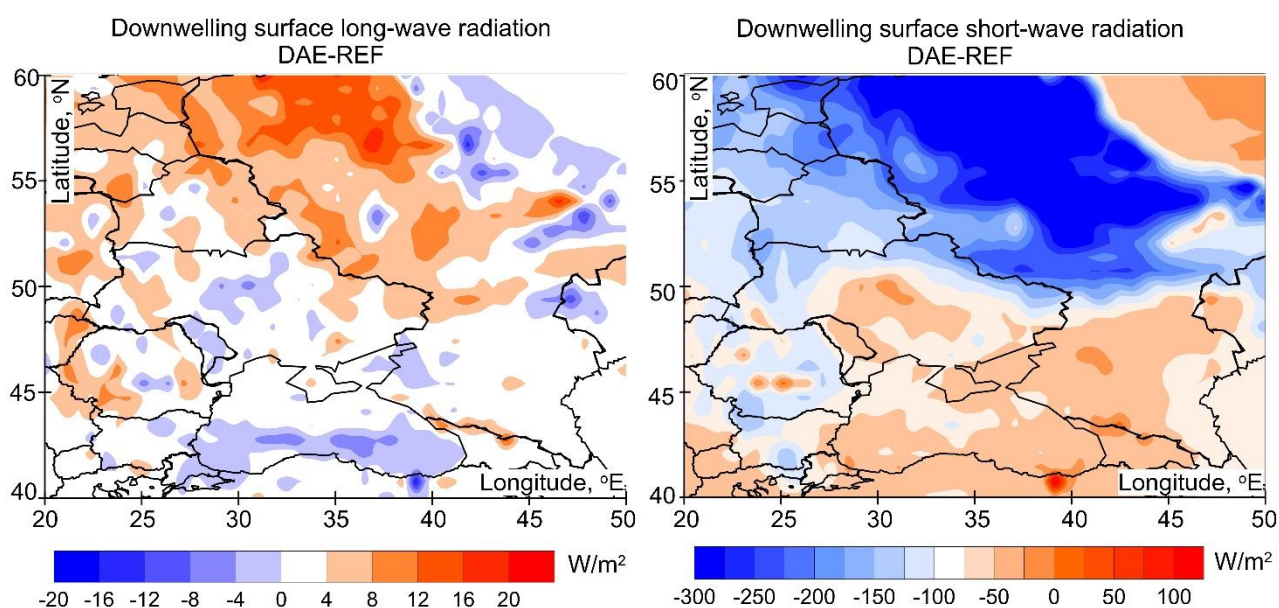 Downwelling surface long-wave radiation
DAE-REF
60
55
50
45
40
Latitude, °N
Longitude, °E
20 25 30 35 40 45 50
-20 -16 -12 -8 -4 0 4 8 12 16 20
W/m²
Downwelling surface short-wave radiation
DAE-REF
60
55
50
45
40
Latitude, °N
Longitude, °E
20 25 30 35 40 45 50
-300 -250 -200 -150 -100 -50 0 50 100
W/m²